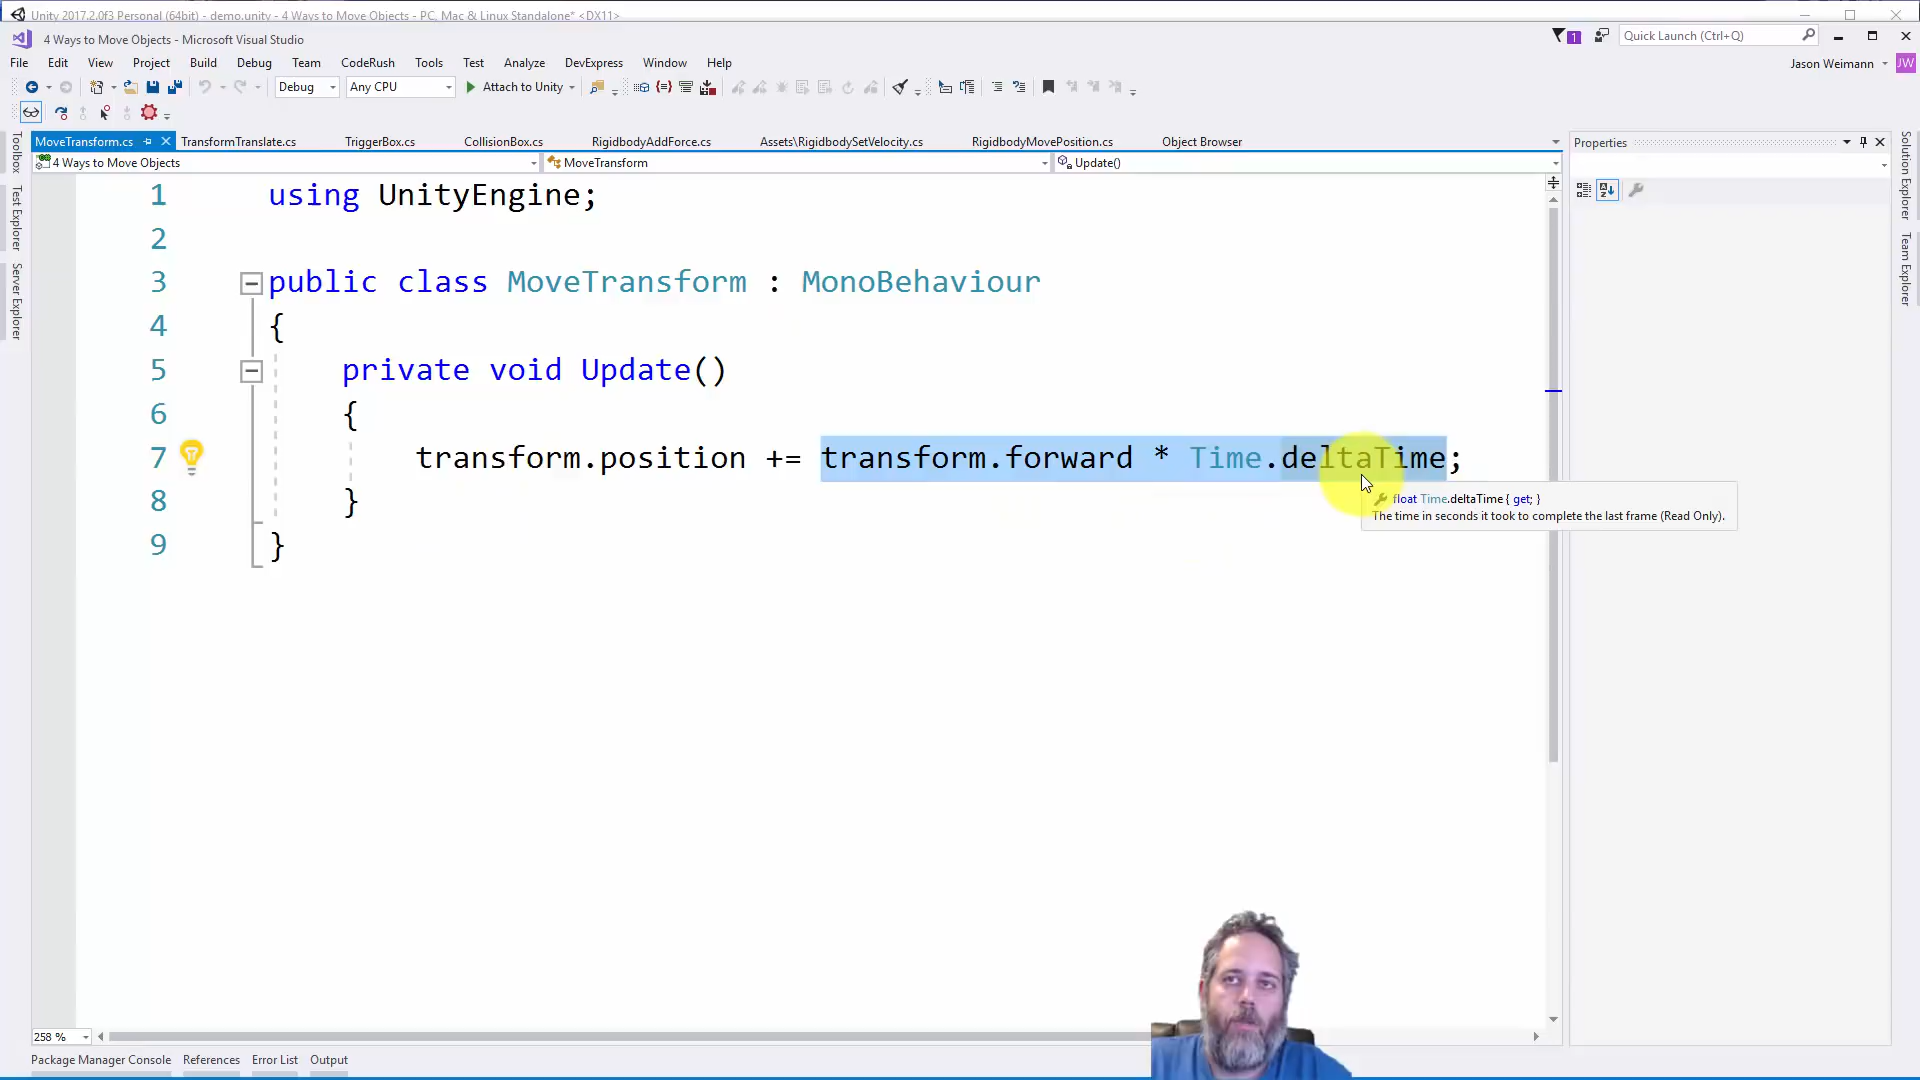 Unity 2017.2.0f3 Personal (64bit) - demo.unity - 4 Ways to Move Objects - PC, Mac & Linux Standalone* <DX11>
4 Ways to Move Objects - Microsoft Visual Studio
1
Quick Launch (Ctrl+Q)
File Edit View Project Build Debug Team CodeRush Tools Test Analyze DevExpress Window Help
Jason Weimann JW
Debug Any CPU Attach to Unity
MoveTransform.cs TransformTranslate.cs TriggerBox.cs CollisionBox.cs RigidbodyAddForce.cs Assets\RigidbodySetVelocity.cs RigidbodyMovePosition.cs Object Browser
Properties
4 Ways to Move Objects MoveTransform Update()
Toolbox
Test Explorer
Server Explorer
Solution Explorer
Team Explorer
1 using UnityEngine;
2
3 public class MoveTransform : MonoBehaviour
4 {
5 private void Update()
6 {
7 transform.position += transform.forward * Time.deltaTime;
8 }
9 }
float Time.deltaTime { get; }
The time in seconds it took to complete the last frame (Read Only).
258 %
Package Manager Console References Error List Output